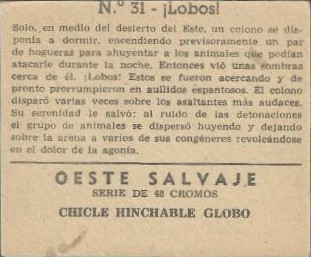 N.º 31 - ¡Lobos!
Solo, en medio del desierto del Este, un colono se dis-
ponía a dormir, encendiendo previsoramente un par
de hogueras para ahuyentar a los animales que podían
atacarle durante la noche. Entonces vió unas sombras
cerca de él. ¡Lobos! Estos se fueron acercando y de
pronto prorrumpieron en aullidos espantosos. El colono
disparó varias veces sobre los asaltantes más audaces.
Su serenidad le salvó: al ruido de las detonaciones
el grupo de animales se dispersó huyendo y dejando
sobre la arena a varios de sus congéneres revolcándose
en el dolor de la agonía.
OESTE SALVAJE
SERIE DE 40 CROMOS
CHICLE HINCHABLE GLOBO